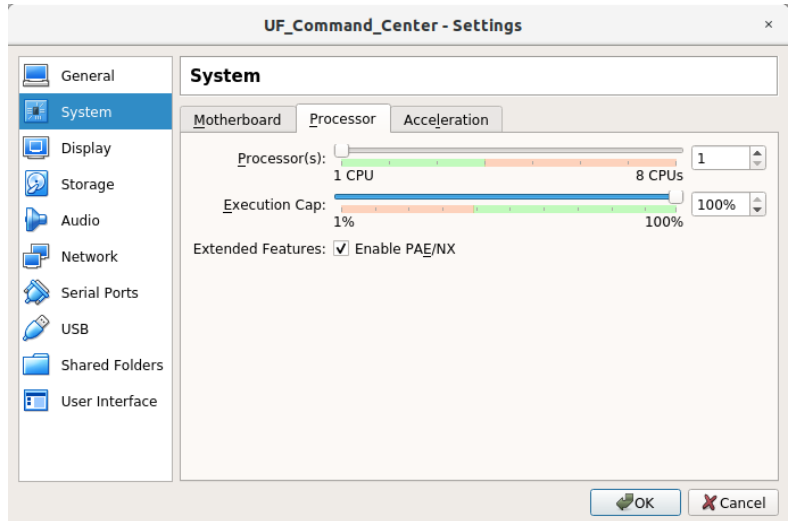 UF_Command_Center - Settings
×
General
System
Display
Storage
Audio
Network
Serial Ports
USB
Shared Folders
User Interface
System
Motherboard Processor Acceleration
Processor(s): 1
1 CPU 8 CPUs
Execution Cap: 100%
1% 100%
Extended Features: Enable PAE/NX
OK Cancel